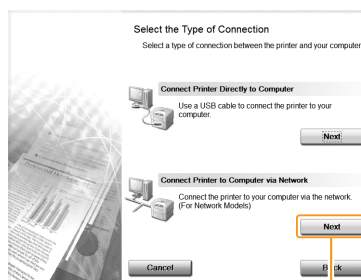 Select the Type of Connection
Select a type of connection between the printer and your computer
Connect Printer Directly to Computer
Use a USB cable to connect the printer to your
computer.
Next
Connect Printer to Computer via Network
Connect the printer to your computer via the network.
(For Network Models)
Next
Cancel
Back